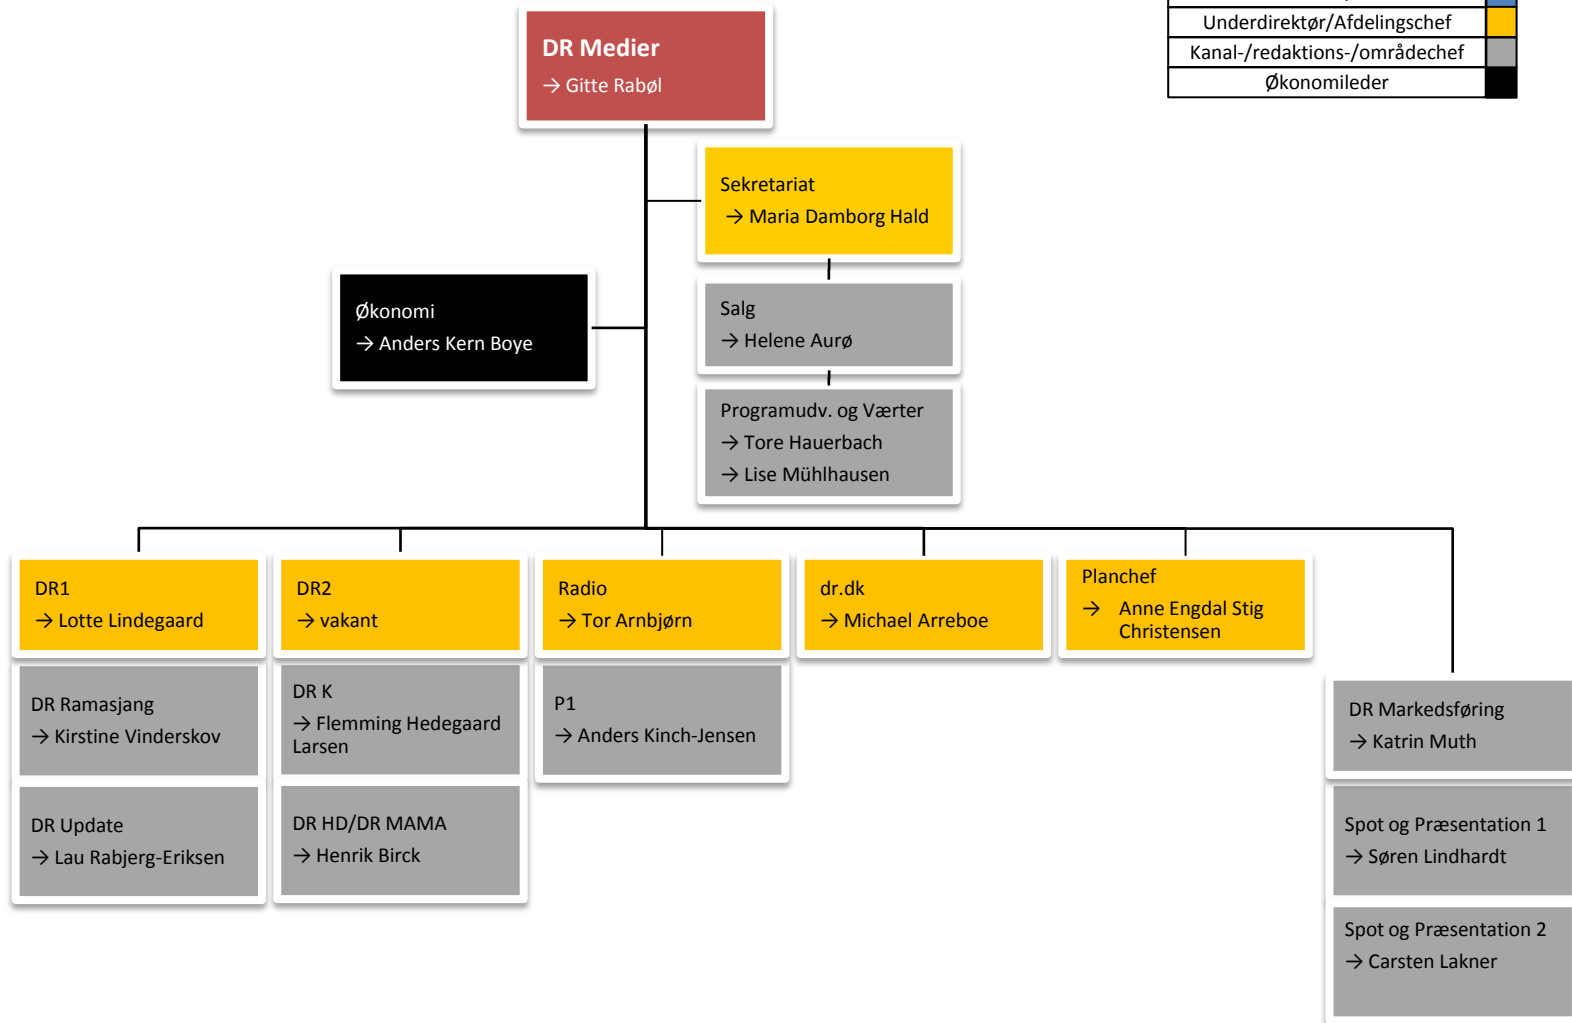 Underdirektør/Afdelingschef
Kanal-/redaktions-/områdechef
Økonomileder
DR Medier
→ Gitte Rabøl
Sekretariat
→ Maria Damborg Hald
Økonomi
→ Anders Kern Boye
Salg
→ Helene Aurø
Programudv. og Værter
→ Tore Hauerbach
→ Lise Mühlhausen
DR1
→ Lotte Lindegaard
DR2
→ vakant
Radio
→ Tor Arnbjørn
dr.dk
→ Michael Arreboe
Planchef
→ Anne Engdal Stig
Christensen
DR Ramasjang
→ Kirstine Vinderskov
DR K
→ Flemming Hedegaard
Larsen
P1
→ Anders Kinch-Jensen
DR Markedsføring
→ Katrin Muth
DR Update
→ Lau Rabjerg-Eriksen
DR HD/DR MAMA
→ Henrik Birck
Spot og Præsentation 1
→ Søren Lindhardt
Spot og Præsentation 2
→ Carsten Lakner